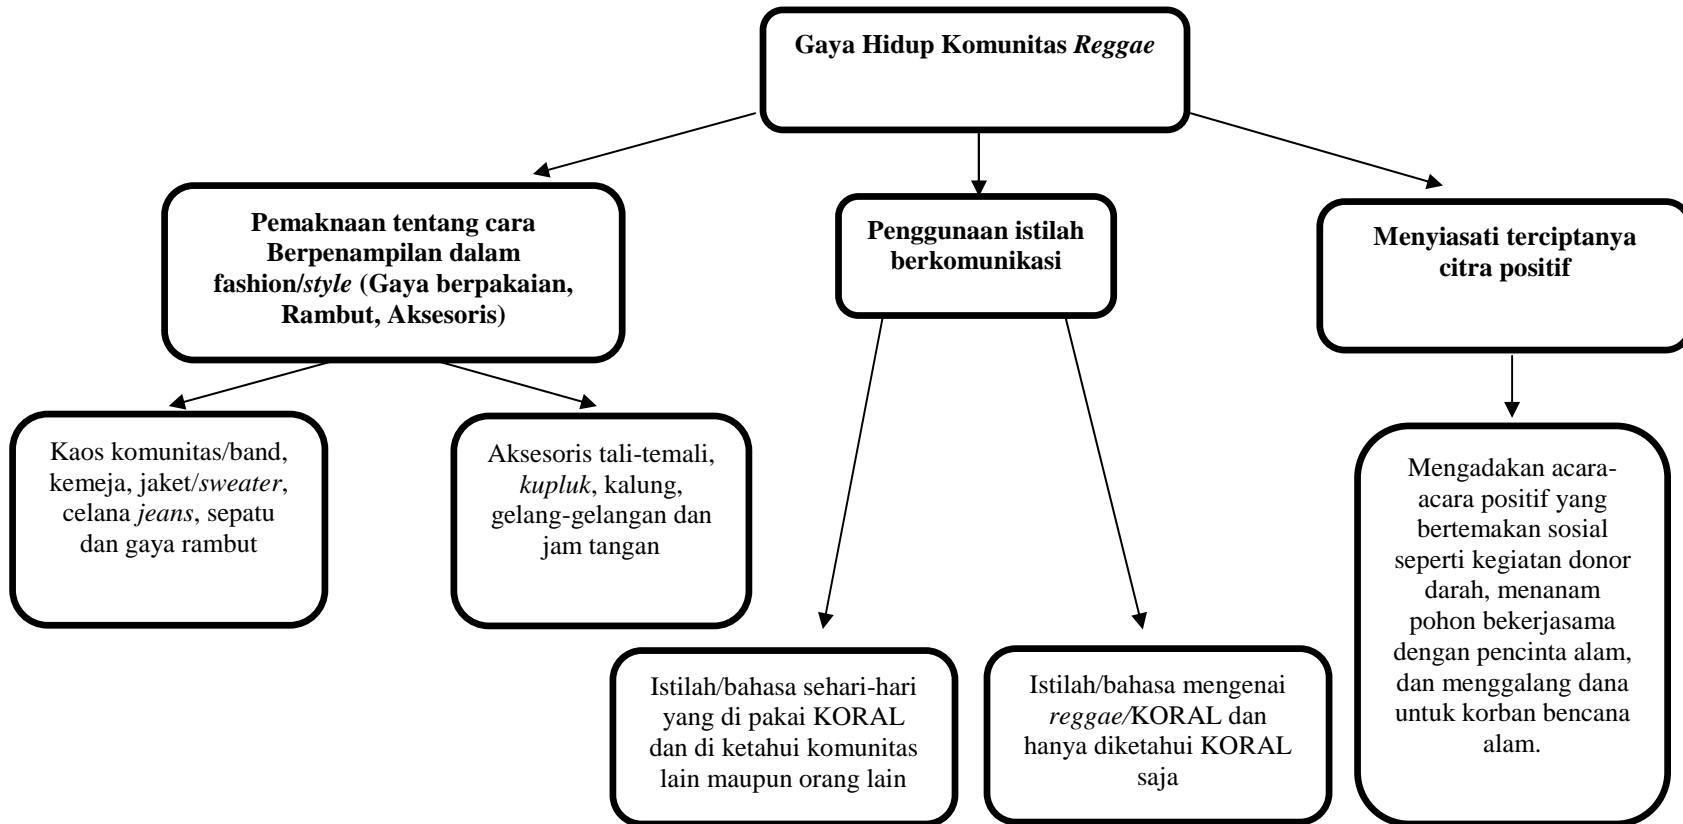 Gaya Hidup Komunitas Reggae
Pemaknaan tentang cara
Berpenampilan dalam
fashion/style (Gaya berpakaian,
Rambut, Aksesoris)
Penggunaan istilah
berkomunikasi
Menyiasati terciptanya
citra positif
Kaos komunitas/band,
kemeja, jaket/sweater,
celana jeans, sepatu
dan gaya rambut
Aksesoris tali-temali,
kupluk, kalung,
gelang-gelangan dan
jam tangan
Istilah/bahasa sehari-hari
yang di pakai KORAL
dan di ketahui komunitas
lain maupun orang lain
Istilah/bahasa mengenai
reggae/KORAL dan
hanya diketahui KORAL
saja
Mengadakan acara-
acara positif yang
bertemakan sosial
seperti kegiatan donor
darah, menanam
pohon bekerjasama
dengan pencinta alam,
dan menggalang dana
untuk korban bencana
alam.